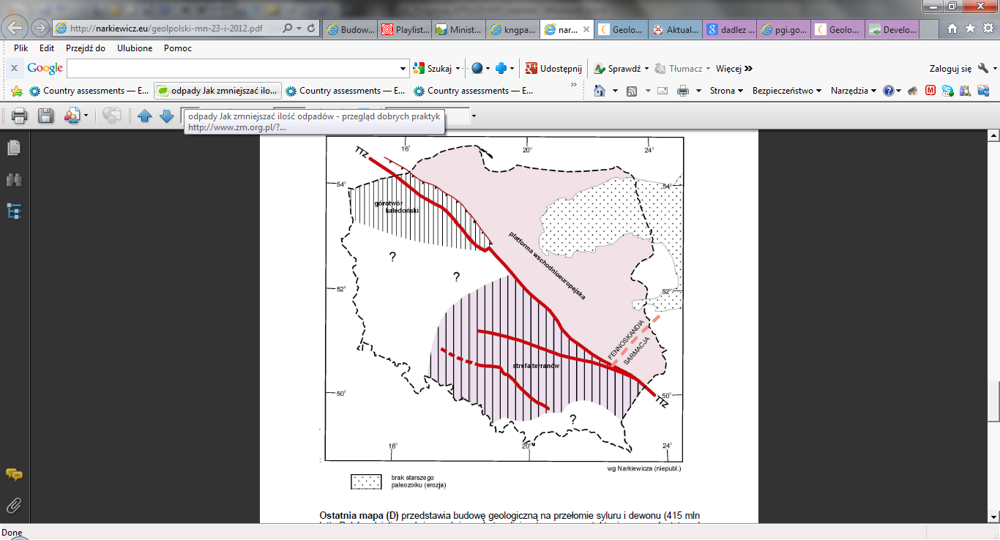 http://narkiewicz.eu/geolpolski-mn-23-i-2012.pdf
Budow...
Playlist...
Minist...
kngpa...
nar...
Geolo...
Aktual...
dadlez ...
pgi.go...
Geolo...
Develo...
Plik Edit Przejdź do Ulubione Pomoc
x Google Szukaj Udostępnij Sprawdź Tłumacz Więcej » Zaloguj się
Country assessments — E... odpady Jak zmniejszać ilo... Country assessments — E... Country assessments — E... » Strona Bezpieczeństwo Narzędzia
odpady Jak zmniejszać ilość odpadów - przegląd dobrych praktyk
http://www.zm.org.pl/?...
16° 20° 24°
TTZ
54° 54°
górotwór
kaledoński
platforma wschodnioeuropejska
?
?
52° 52°
FENNOSKANDIA
SARMACJA
strefa terranów
50° 50°
TTZ
?
16° 20° 24°
wg Narkiewicza (niepubl.)
brak starszego
paleozoiku (erozja)
Ostatnia mapa (D) przedstawia budowę geologiczną na przełomie syluru i dewonu (415 mln
Done